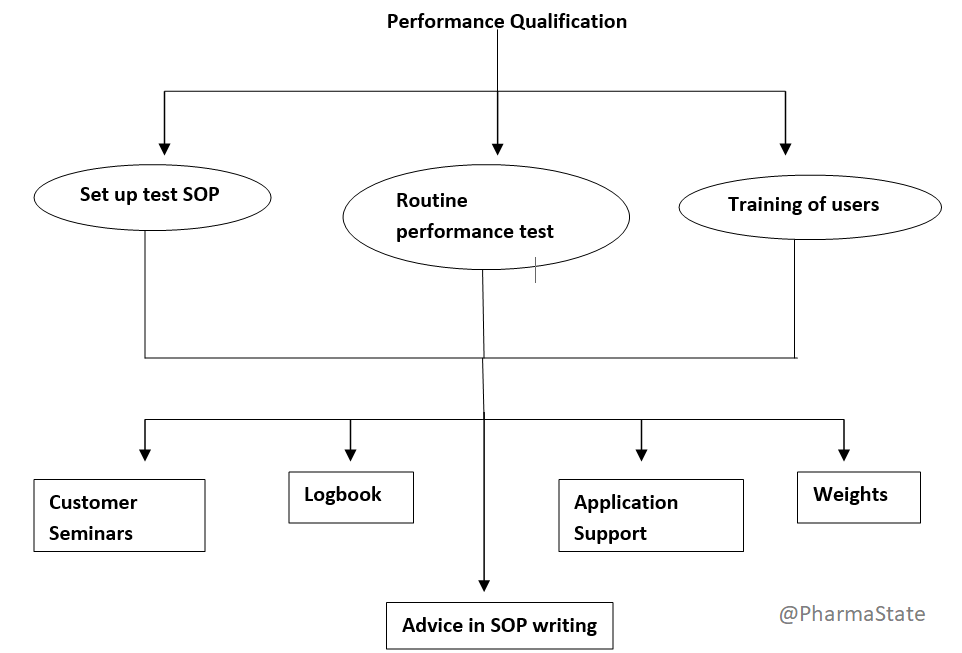 Performance Qualification
Set up test SOP
Routine
performance test
Training of users
Customer
Seminars
Logbook
Application
Support
Weights
Advice in SOP writing
@PharmaState